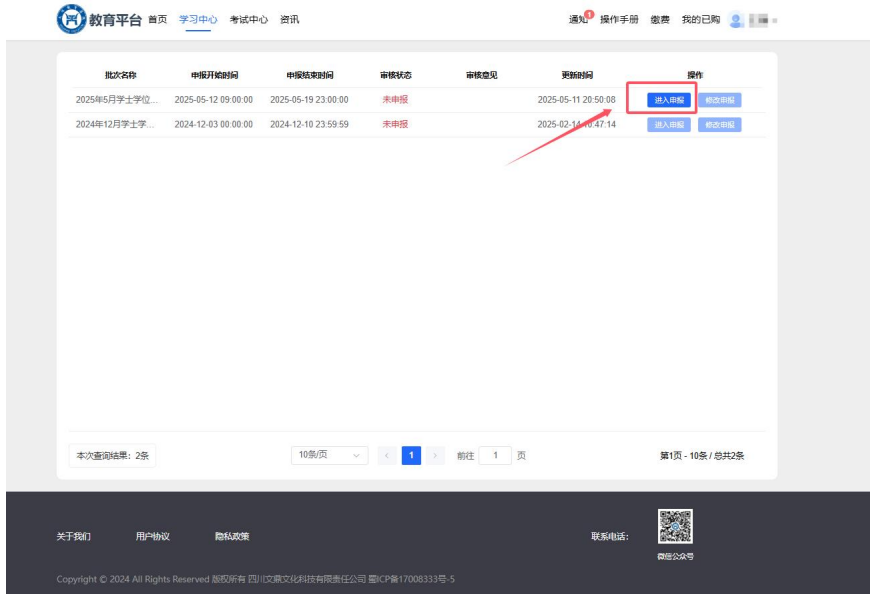 教育平台 首页 学习中心 考试中心 资讯 通知 1 操作手册 缴费 我的已购
批次名称 申报开始时间 申报结束时间 审核状态 审核意见 更新时间 操作
2025年5月学士学位... 2025-05-12 09:00:00 2025-05-19 23:00:00 未申报 2025-05-11 20:50:08 进入申报 修改申报
2024年12月学士学... 2024-12-03 00:00:00 2024-12-10 23:59:59 未申报 2025-02-14 10:47:14 进入申报 修改申报
本次查询结果：2条 10条/页 1 前往 1 页 第1页 - 10条 / 总共2条
关于我们 用户协议 隐私政策 联系电话：
微信公众号
Copyright © 2024 All Rights Reserved 版权所有 四川文鼎文化科技有限责任公司 蜀ICP备17008333号-5